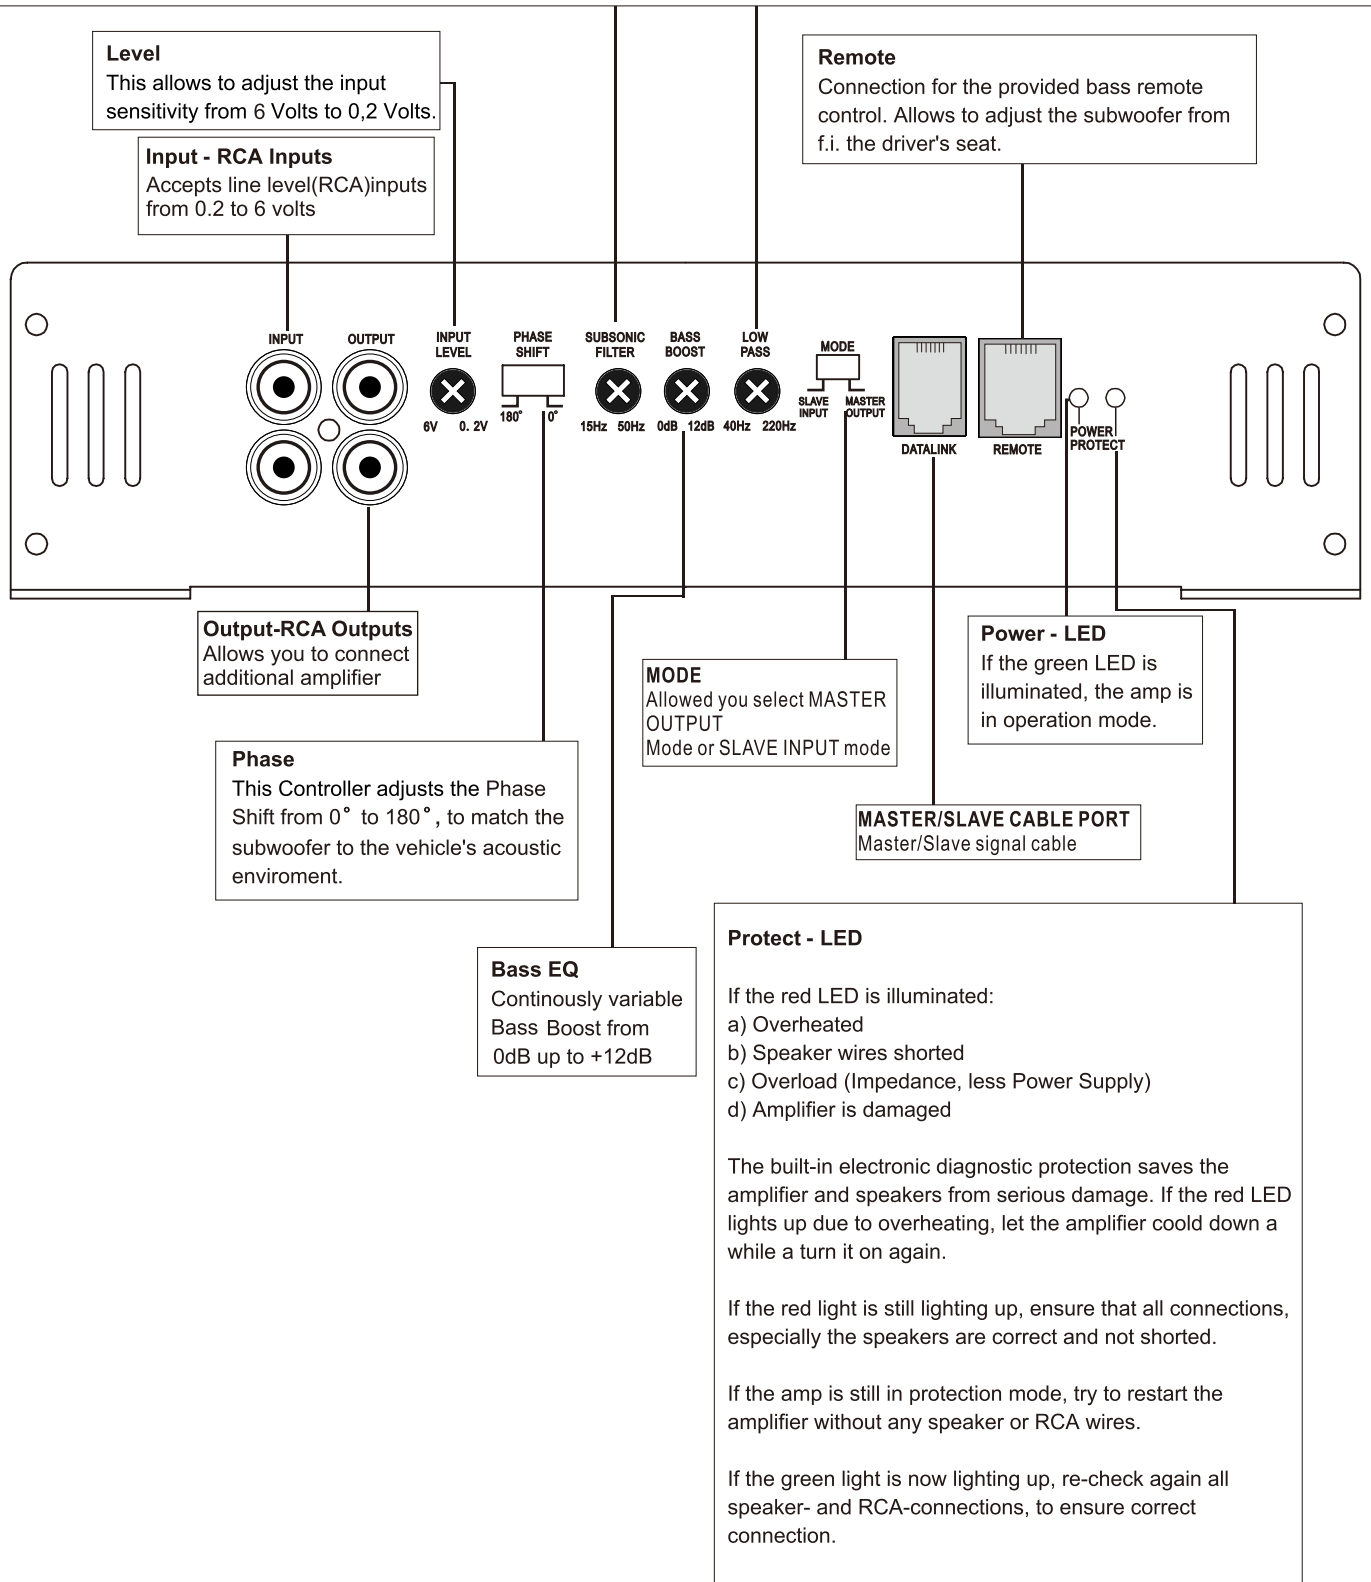 Level
This allows to adjust the input
sensitivity from 6 Volts to 0,2 Volts.
Remote
Connection for the provided bass remote
control. Allows to adjust the subwoofer from
f.i. the driver's seat.
Input - RCA Inputs
Accepts line level(RCA)inputs
from 0.2 to 6 volts
INPUT
OUTPUT
INPUT
LEVEL
6V 0. 2V
PHASE
SHIFT
180° 0°
SUBSONIC
FILTER
15Hz 50Hz
BASS
BOOST
0dB 12dB
LOW
PASS
40Hz 220Hz
MODE
SLAVE
INPUT
MASTER
OUTPUT
DATALINK
REMOTE
POWER
PROTECT
Output-RCA Outputs
Allows you to connect
additional amplifier
MODE
Allowed you select MASTER
OUTPUT
Mode or SLAVE INPUT mode
Power - LED
If the green LED is
illuminated, the amp is
in operation mode.
Phase
This Controller adjusts the Phase
Shift from 0° to 180°, to match the
subwoofer to the vehicle's acoustic
enviroment.
MASTER/SLAVE CABLE PORT
Master/Slave signal cable
Bass EQ
Continously variable
Bass Boost from
0dB up to +12dB
Protect - LED
If the red LED is illuminated:
a) Overheated
b) Speaker wires shorted
c) Overload (Impedance, less Power Supply)
d) Amplifier is damaged
The built-in electronic diagnostic protection saves the
amplifier and speakers from serious damage. If the red LED
lights up due to overheating, let the amplifier coold down a
while a turn it on again.
If the red light is still lighting up, ensure that all connections,
especially the speakers are correct and not shorted.
If the amp is still in protection mode, try to restart the
amplifier without any speaker or RCA wires.
If the green light is now lighting up, re-check again all
speaker- and RCA-connections, to ensure correct
connection.